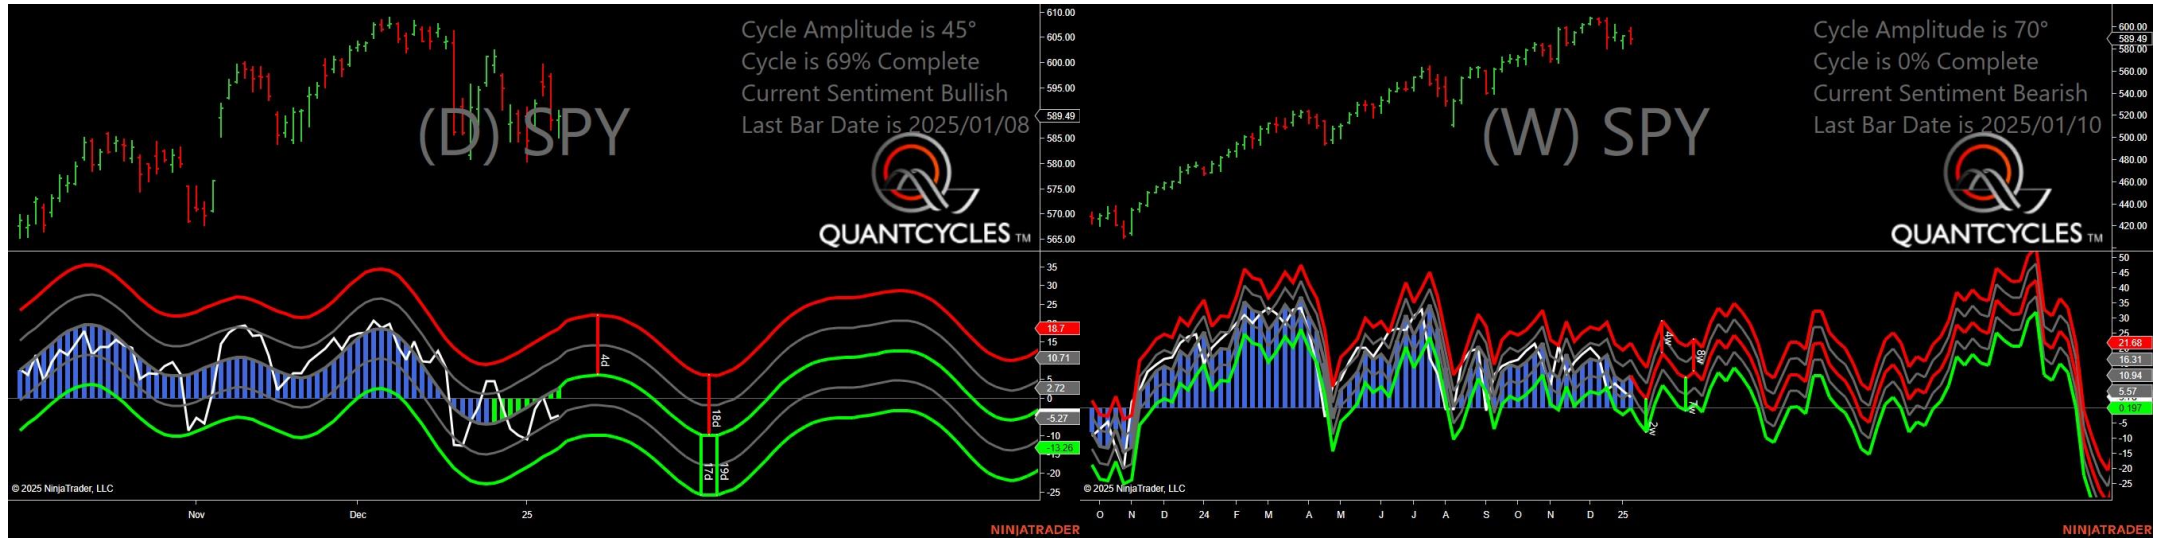 610.00
Cycle Amplitude is 45°
605.00
Cycle is 69% Complete
600.00
Current Sentiment Bullish
595.00
Last Bar Date is 2025/01/08
589.49
(D) SPY
585.00
580.00
575.00
QUANTCYCLES TM
570.00
565.00
35
30
25
18.7
15
10.71
5
2.72
0
-5.27
-10
-13.26
-15
-20
-25
4d
18d
17d
19d
© 2025 NinjaTrader, LLC
Nov
Dec
25
NINJATRADER
Cycle Amplitude is 70°
600.00
589.49
Cycle is 0% Complete
580.00
Current Sentiment Bearish
560.00
540.00
Last Bar Date is 2025/01/10
520.00
(W) SPY
500.00
480.00
460.00
440.00
QUANTCYCLES TM
420.00
50
45
40
35
30
25
21.68
16.31
10.94
5.57
0.197
-5
-10
-15
-20
-25
4w
8w
2w
© 2025 NinjaTrader, LLC
O N D 24 F M A M J J A S O N D 25
NINJATRADER